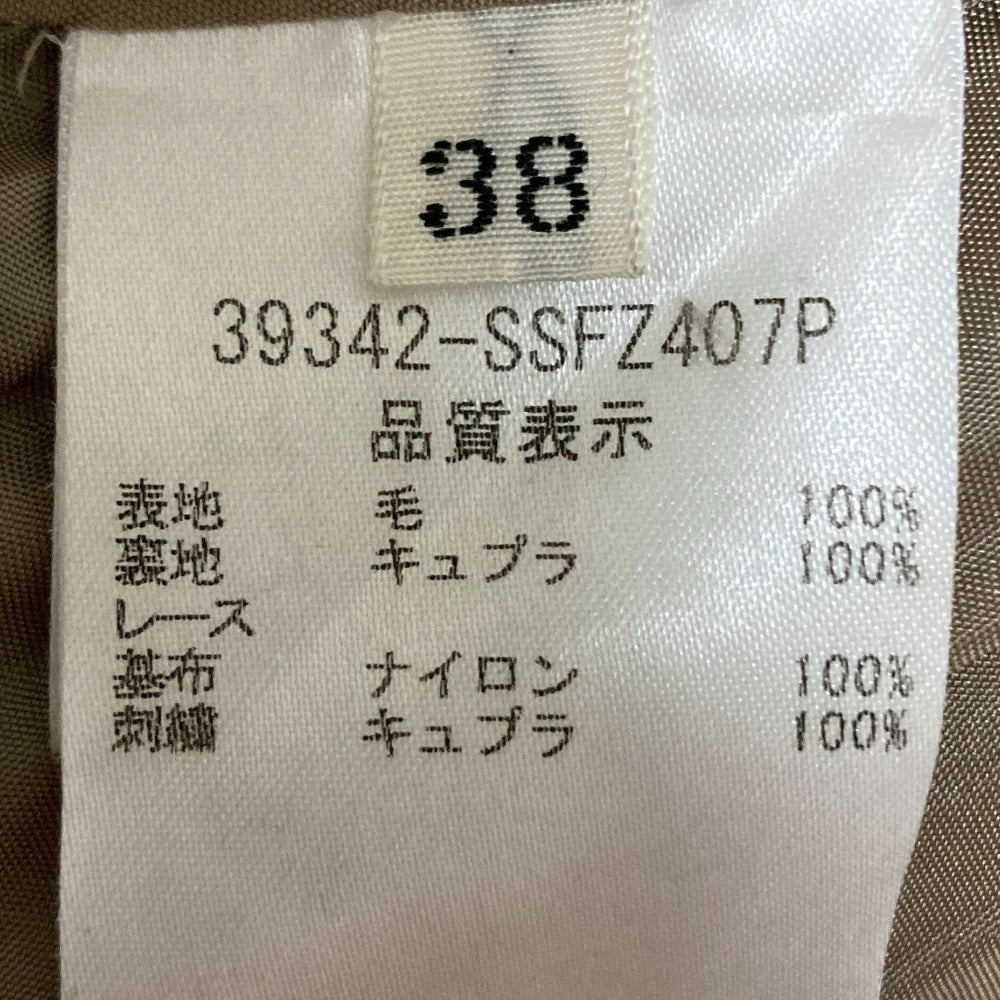 38
39342-SSFZ407P
品質表示
表地 毛 100%
裏地 キュプラ 100%
レース
基布 ナイロン 100%
刺繍 キュプラ 100%